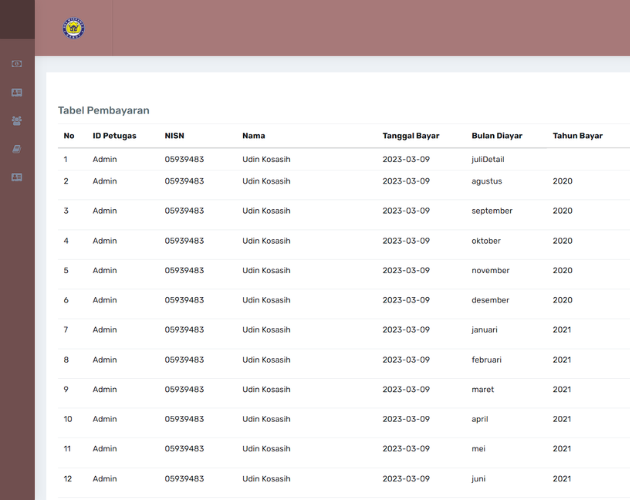 Tabel Pembayaran
No ID Petugas NISN Nama Tanggal Bayar Bulan Diayar Tahun Bayar
1 Admin 05939483 Udin Kosasih 2023-03-09 juliDetail
2 Admin 05939483 Udin Kosasih 2023-03-09 agustus 2020
3 Admin 05939483 Udin Kosasih 2023-03-09 september 2020
4 Admin 05939483 Udin Kosasih 2023-03-09 oktober 2020
5 Admin 05939483 Udin Kosasih 2023-03-09 november 2020
6 Admin 05939483 Udin Kosasih 2023-03-09 desember 2020
7 Admin 05939483 Udin Kosasih 2023-03-09 januari 2021
8 Admin 05939483 Udin Kosasih 2023-03-09 februari 2021
9 Admin 05939483 Udin Kosasih 2023-03-09 maret 2021
10 Admin 05939483 Udin Kosasih 2023-03-09 april 2021
11 Admin 05939483 Udin Kosasih 2023-03-09 mei 2021
12 Admin 05939483 Udin Kosasih 2023-03-09 juni 2021